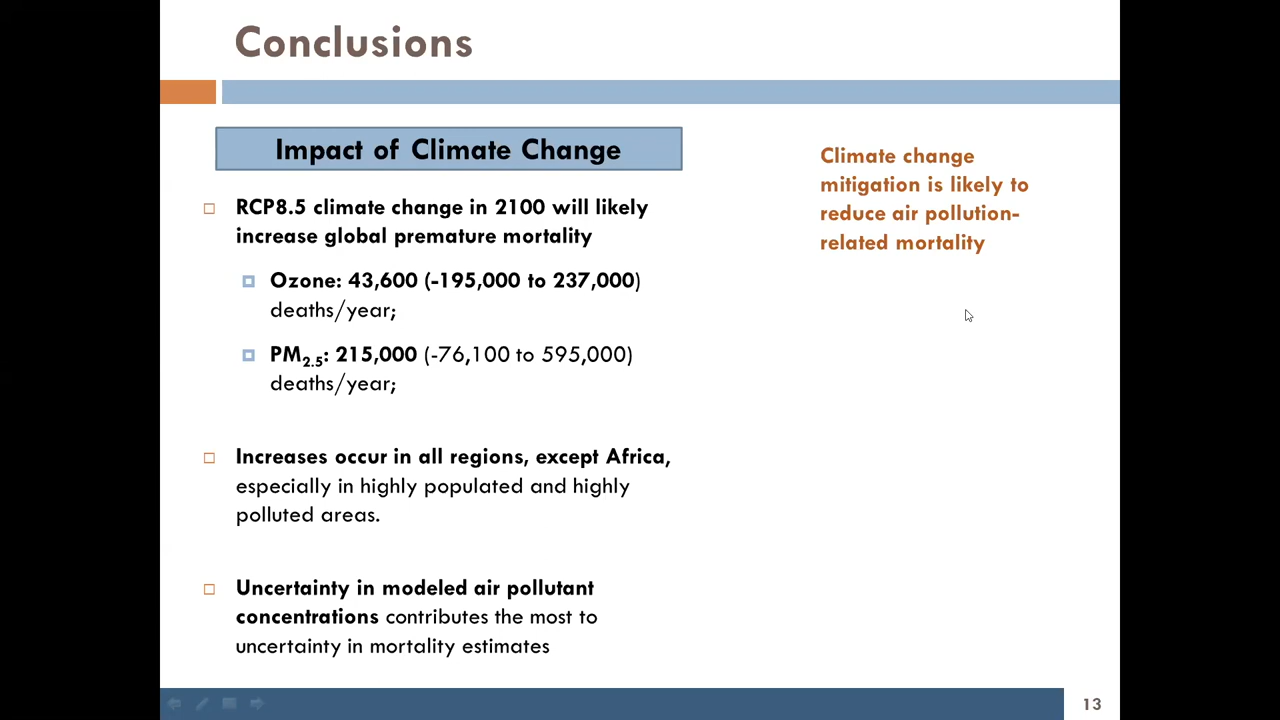 Conclusions
Impact of Climate Change
RCP8.5 climate change in 2100 will likely
increase global premature mortality
Ozone: 43,600 (-195,000 to 237,000)
deaths/year;
PM2.5: 215,000 (-76,100 to 595,000)
deaths/year;
Increases occur in all regions, except Africa,
especially in highly populated and highly
polluted areas.
Uncertainty in modeled air pollutant
concentrations contributes the most to
uncertainty in mortality estimates
Climate change
mitigation is likely to
reduce air pollution-
related mortality
13